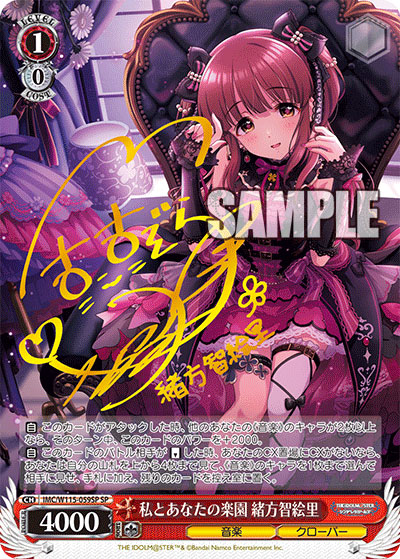 LEVEL
1
0
COST
SAMPLE
緒方智絵里
自 このカードがアタックした時、他のあなたの《音楽》のキャラが2枚以上
なら、そのターン中、このカードのパワーを+2000。
自 このカードのバトル相手が した時、あなたのCX置場にCXがないなら、
あなたは自分の山札を上から4枚まで見て、《音楽》のキャラを1枚まで選んで
相手に見せ、手札に加え、残りのカードを控え室に置く。
CH IMC/W115-059SP SP
4000
私とあなたの楽園 緒方智絵里
音楽
クローバー
THE IDOLM@STER™&©Bandai Namco Entertainment Inc.
THE IDOLM@STER
シンデレラガールズ